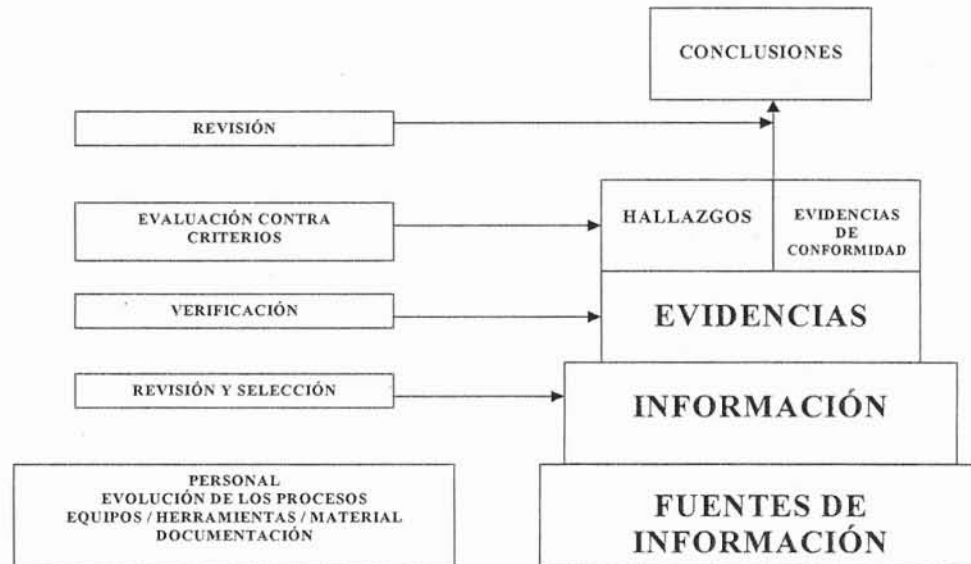 CONCLUSIONES
REVISIÓN
EVALUACIÓN CONTRA
CRITERIOS
HALLAZGOS
EVIDENCIAS
DE
CONFORMIDAD
VERIFICACIÓN
EVIDENCIAS
REVISIÓN Y SELECCIÓN
INFORMACIÓN
PERSONAL
EVOLUCIÓN DE LOS PROCESOS
EQUIPOS / HERRAMIENTAS / MATERIAL
DOCUMENTACIÓN
FUENTES DE
INFORMACIÓN